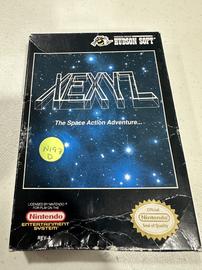 HUDSON SOFT
XEXYZ
The Space Action Adventure...
LICENSED BY NINTENDO
FOR PLAY ON THE
Nintendo
ENTERTAINMENT
SYSTEM
Official
Nintendo
Seal of Quality